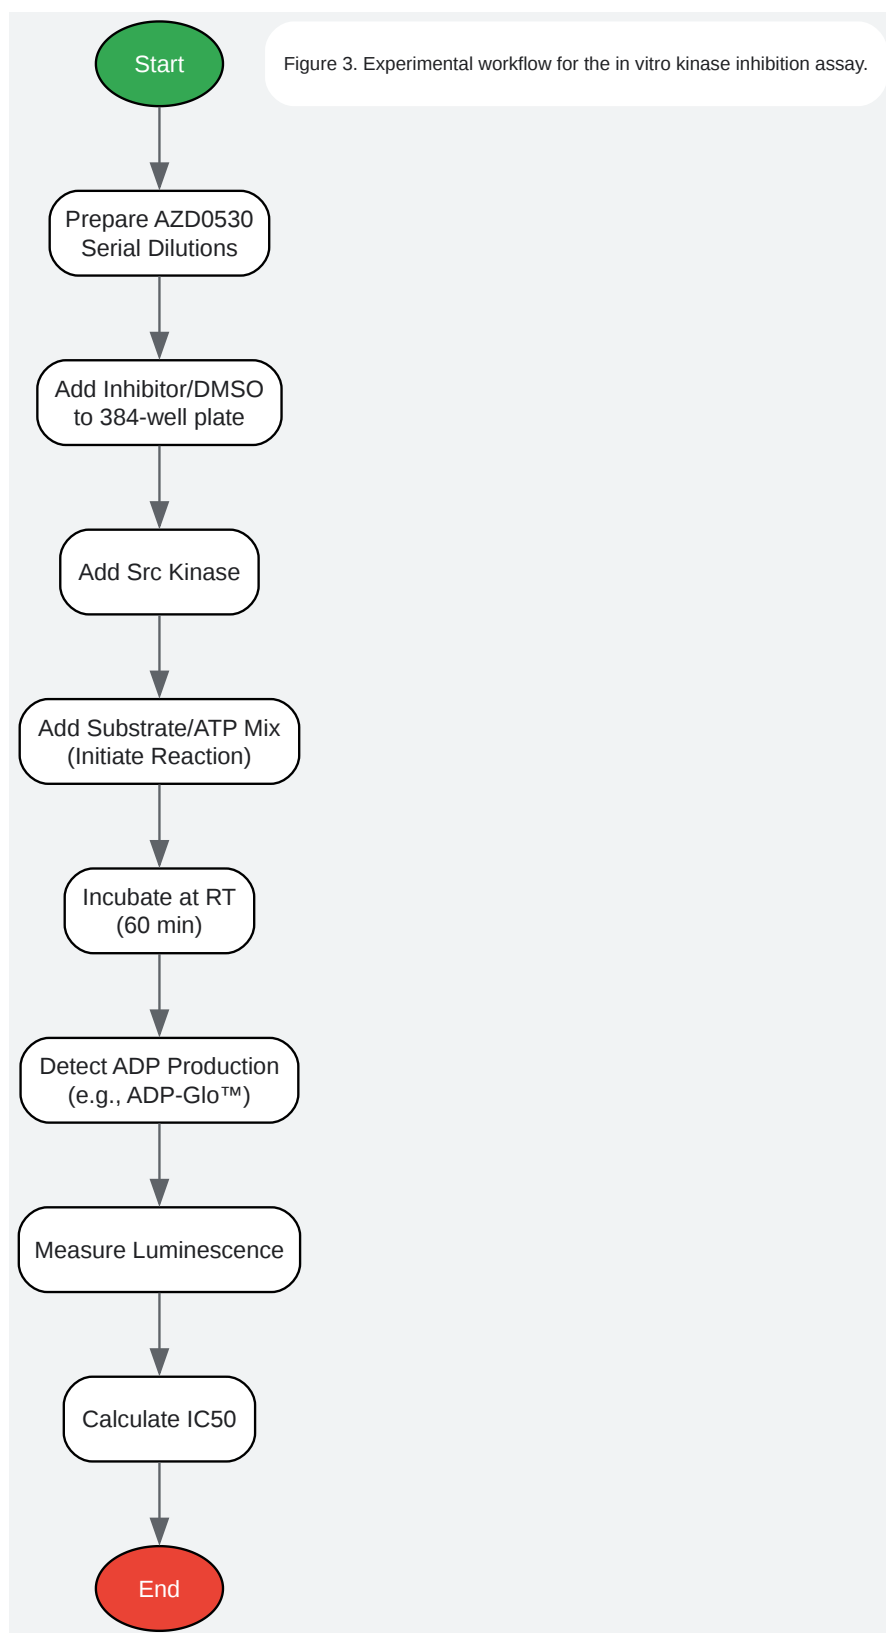 Start
Figure 3. Experimental workflow for the in vitro kinase inhibition assay.
Prepare AZD0530
Serial Dilutions
Add Inhibitor/DMSO
to 384-well plate
Add Src Kinase
Add Substrate/ATP Mix
(Initiate Reaction)
Incubate at RT
(60 min)
Detect ADP Production
(e.g., ADP-Glo™)
Measure Luminescence
Calculate IC50
End